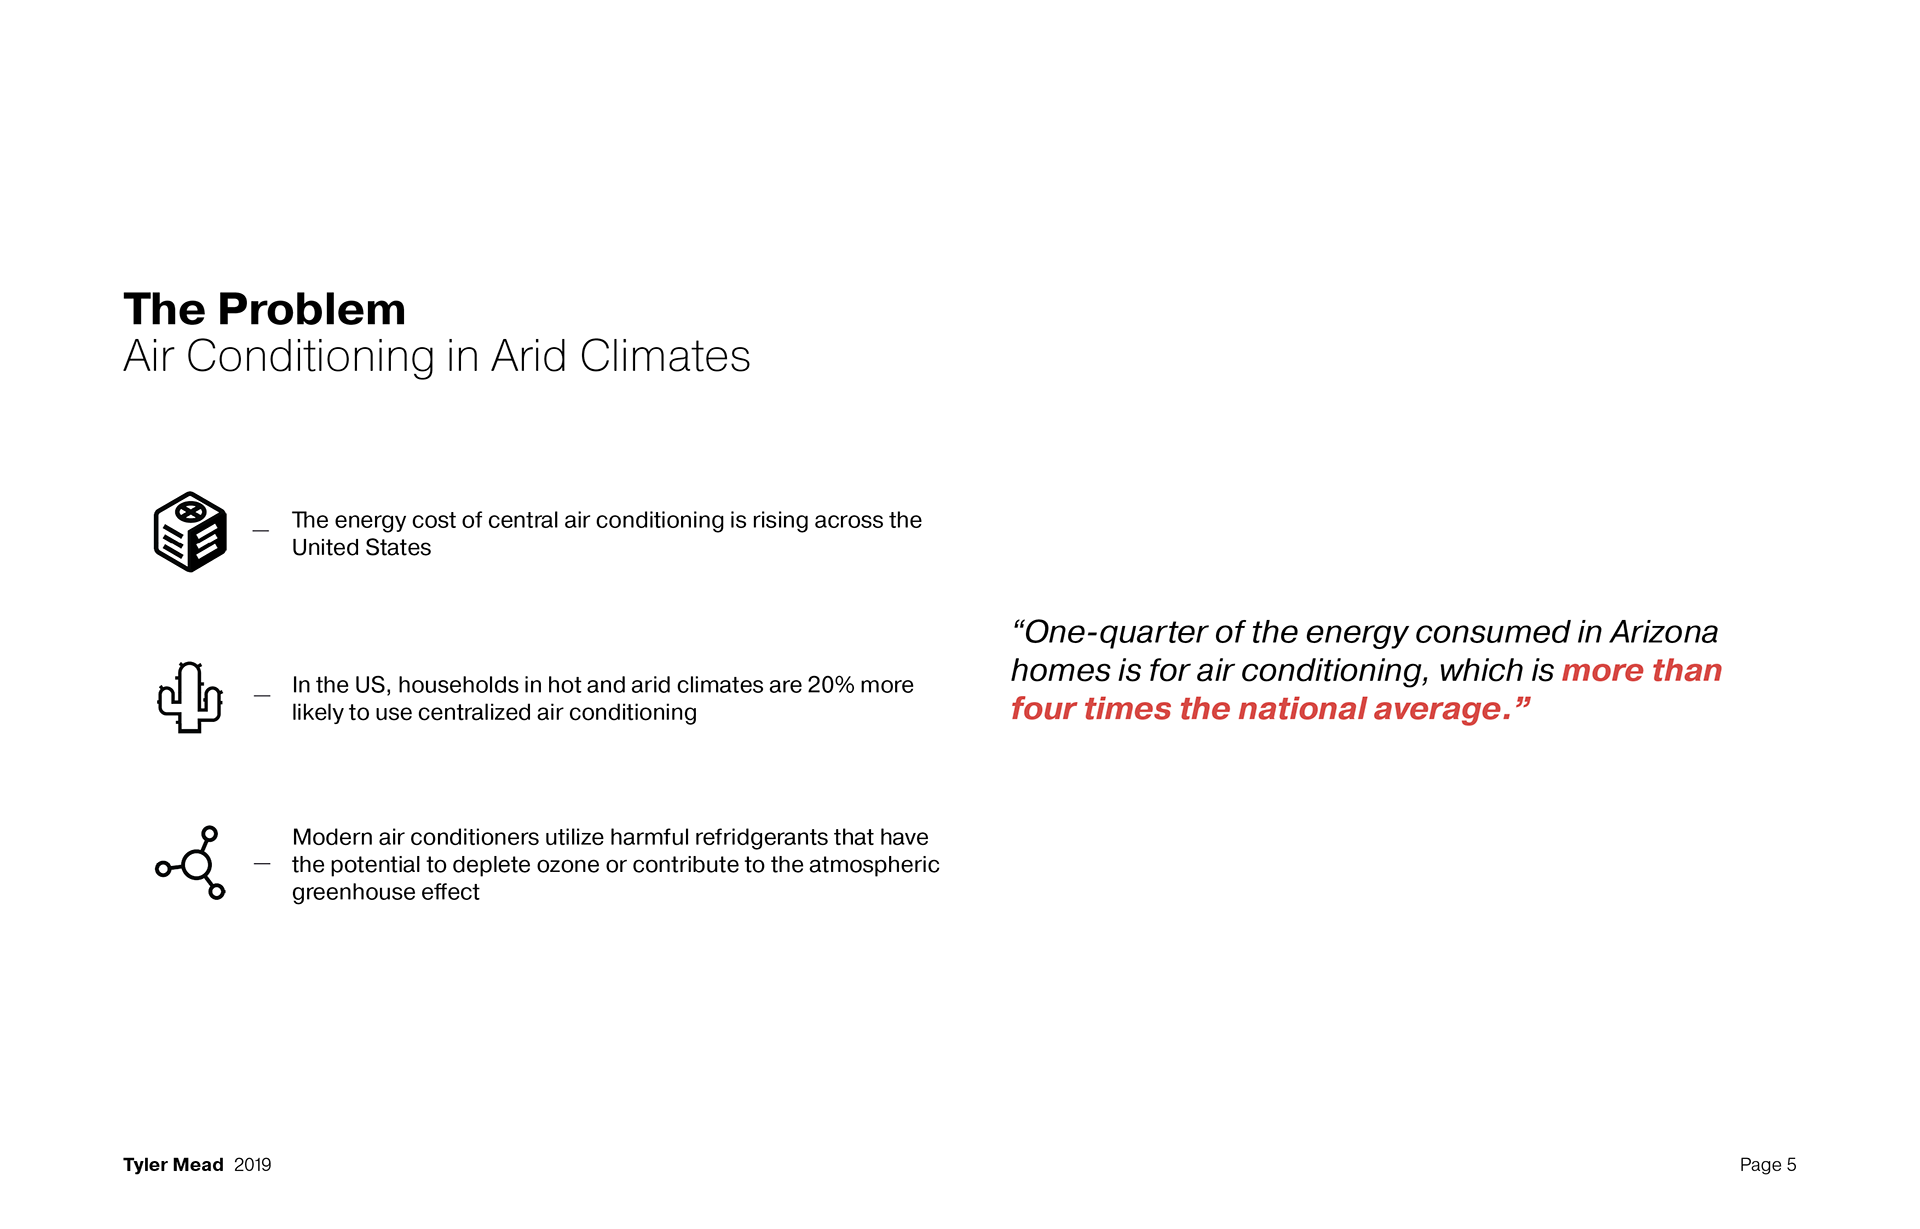 The Problem
Air Conditioning in Arid Climates
The energy cost of central air conditioning is rising across the
United States
In the US, households in hot and arid climates are 20% more
likely to use centralized air conditioning
Modern air conditioners utilize harmful refridgerants that have
the potential to deplete ozone or contribute to the atmospheric
greenhouse effect
“One-quarter of the energy consumed in Arizona
homes is for air conditioning, which is more than
four times the national average.”
Tyler Mead 2019
Page 5